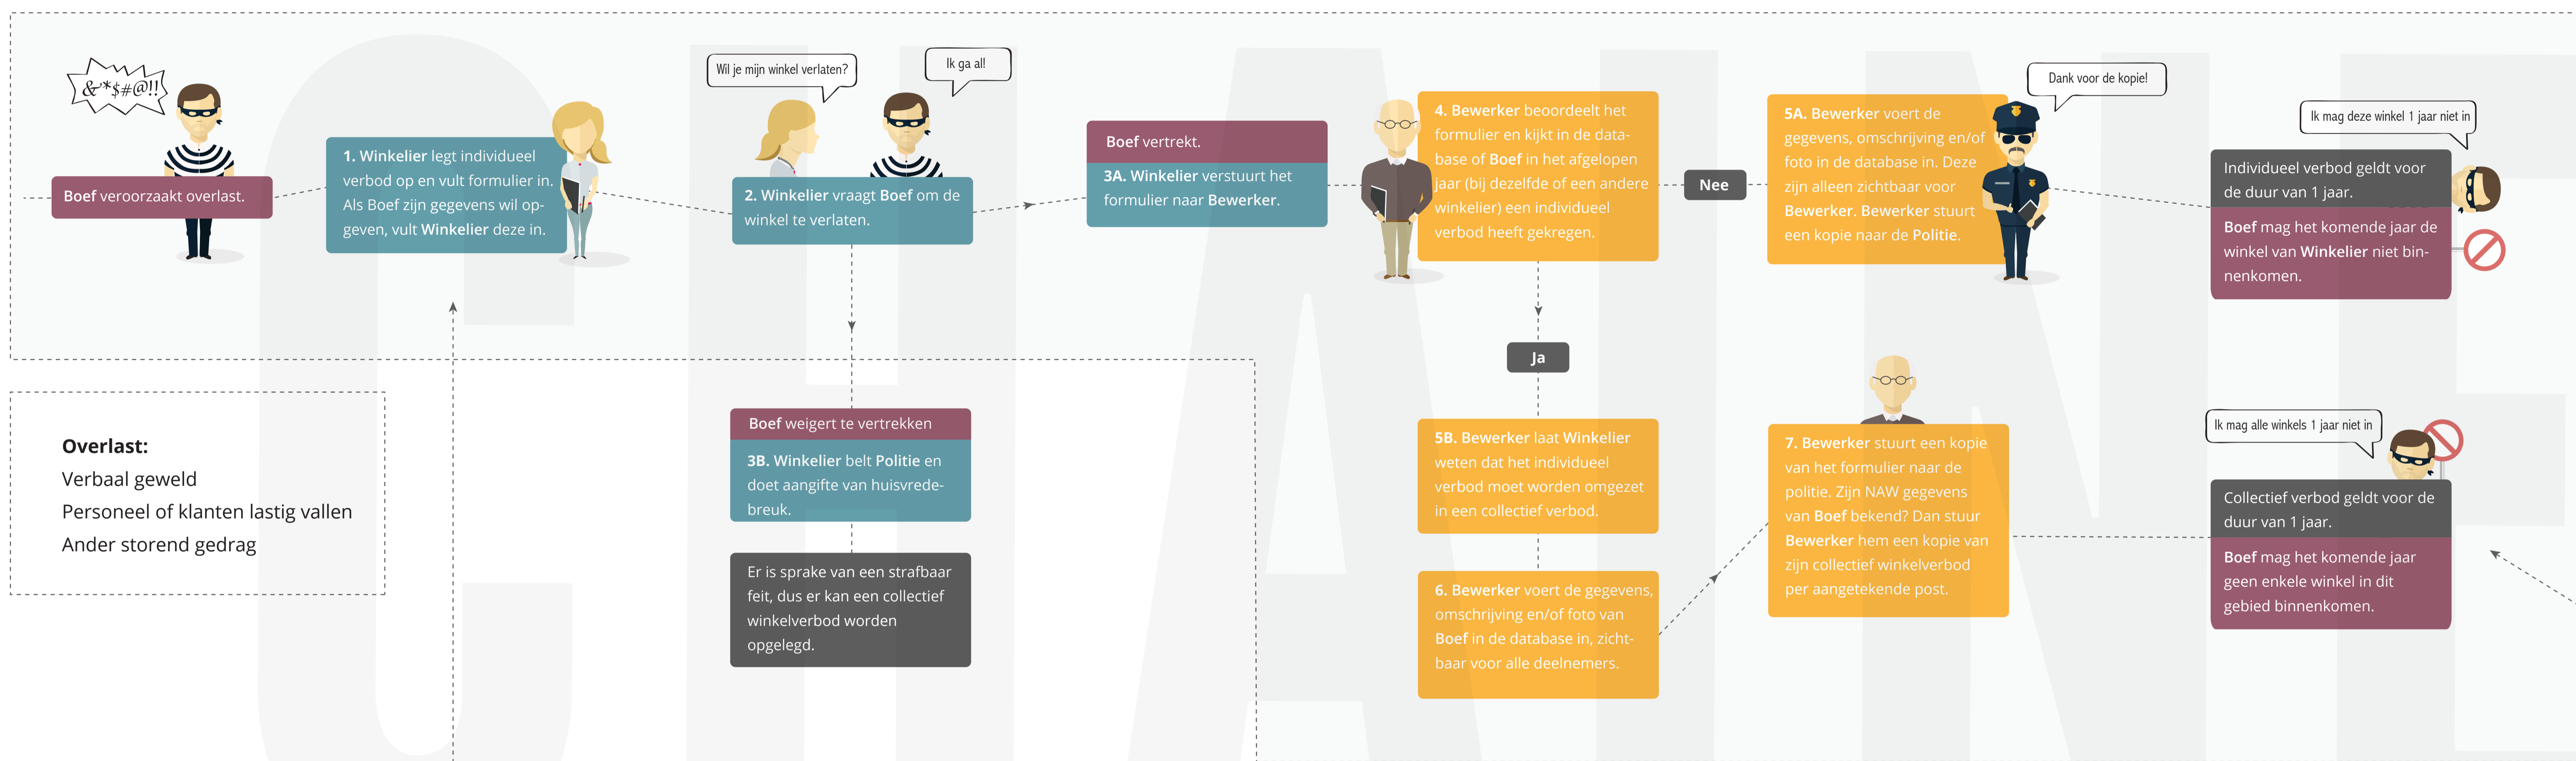 &'*$#@!!
Boef veroorzaakt overlast.
1. Winkelier legt individueel
verbod op en vult formulier in.
Als Boef zijn gegevens wil op-
geven, vult Winkelier deze in.
Wil je mijn winkel verlaten?
Ik ga al!
2. Winkelier vraagt Boef om de
winkel te verlaten.
Boef vertrekt.
3A. Winkelier verstuurt het
formulier naar Bewerker.
4. Bewerker beoordeelt het
formulier en kijkt in de data-
base of Boef in het afgelopen
jaar (bij dezelfde of een andere
winkelier) een individueel
verbod heeft gekregen.
Nee
5A. Bewerker voert de
gegevens, omschrijving en/of
foto in de database in. Deze
zijn alleen zichtbaar voor
Bewerker. Bewerker stuurt
een kopie naar de Politie.
Dank voor de kopie!
Ik mag deze winkel 1 jaar niet in
Individueel verbod geldt voor
de duur van 1 jaar.
Boef mag het komende jaar de
winkel van Winkelier niet bin-
nenkomen.
Ja
Overlast:
Verbaal geweld
Personeel of klanten lastig vallen
Ander storend gedrag
Boef weigert te vertrekken
3B. Winkelier belt Politie en
doet aangifte van huisvrede-
breuk.
Er is sprake van een strafbaar
feit, dus er kan een collectief
winkelverbod worden
opgelegd.
5B. Bewerker laat Winkelier
weten dat het individueel
verbod moet worden omgezet
in een collectief verbod.
6. Bewerker voert de gegevens,
omschrijving en/of foto van
Boef in de database in, zicht-
baar voor alle deelnemers.
7. Bewerker stuurt een kopie
van het formulier naar de
politie. Zijn NAW gegevens
van Boef bekend? Dan stuur
Bewerker hem een kopie van
zijn collectief winkelverbod
per aangetekende post.
Ik mag alle winkels 1 jaar niet in
Collectief verbod geldt voor de
duur van 1 jaar.
Boef mag het komende jaar
geen enkele winkel in dit
gebied binnenkomen.